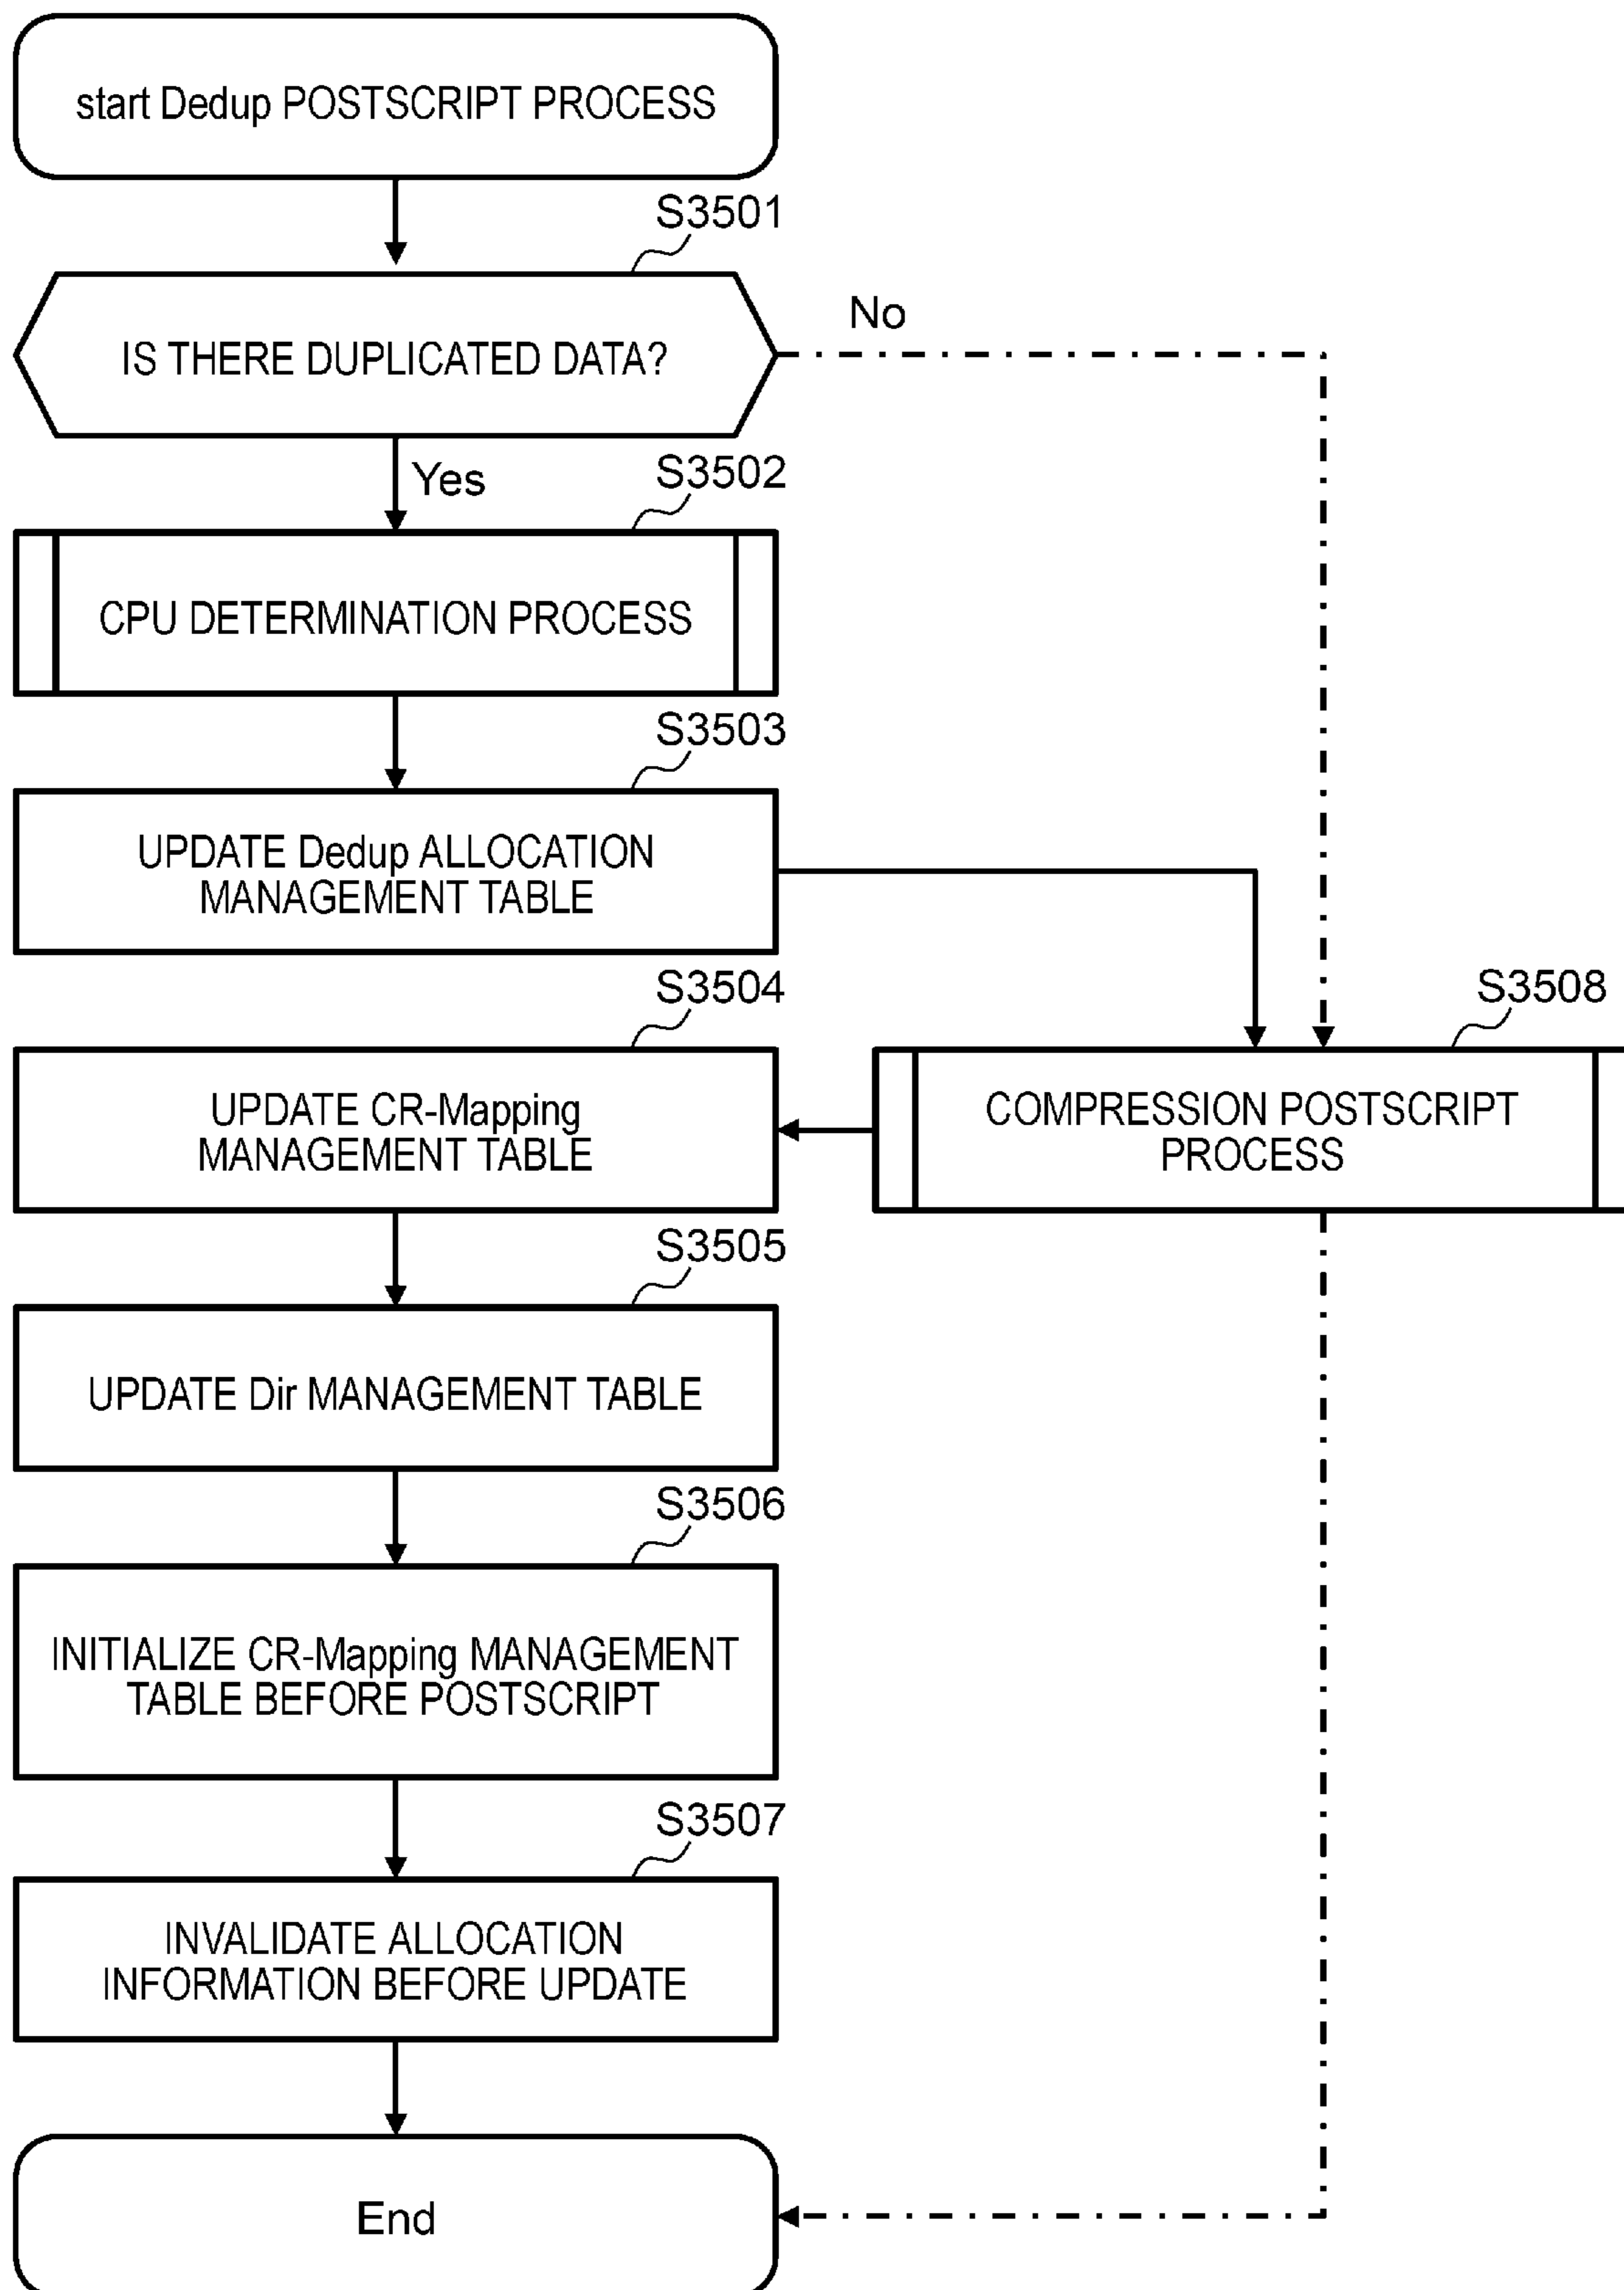 start Dedup POSTSCRIPT PROCESS
S3501
IS THERE DUPLICATED DATA?
No
Yes
S3502
CPU DETERMINATION PROCESS
S3503
UPDATE Dedup ALLOCATION
MANAGEMENT TABLE
S3504
UPDATE CR-Mapping
MANAGEMENT TABLE
S3508
COMPRESSION POSTSCRIPT
PROCESS
S3505
UPDATE Dir MANAGEMENT TABLE
S3506
INITIALIZE CR-Mapping MANAGEMENT
TABLE BEFORE POSTSCRIPT
S3507
INVALIDATE ALLOCATION
INFORMATION BEFORE UPDATE
End